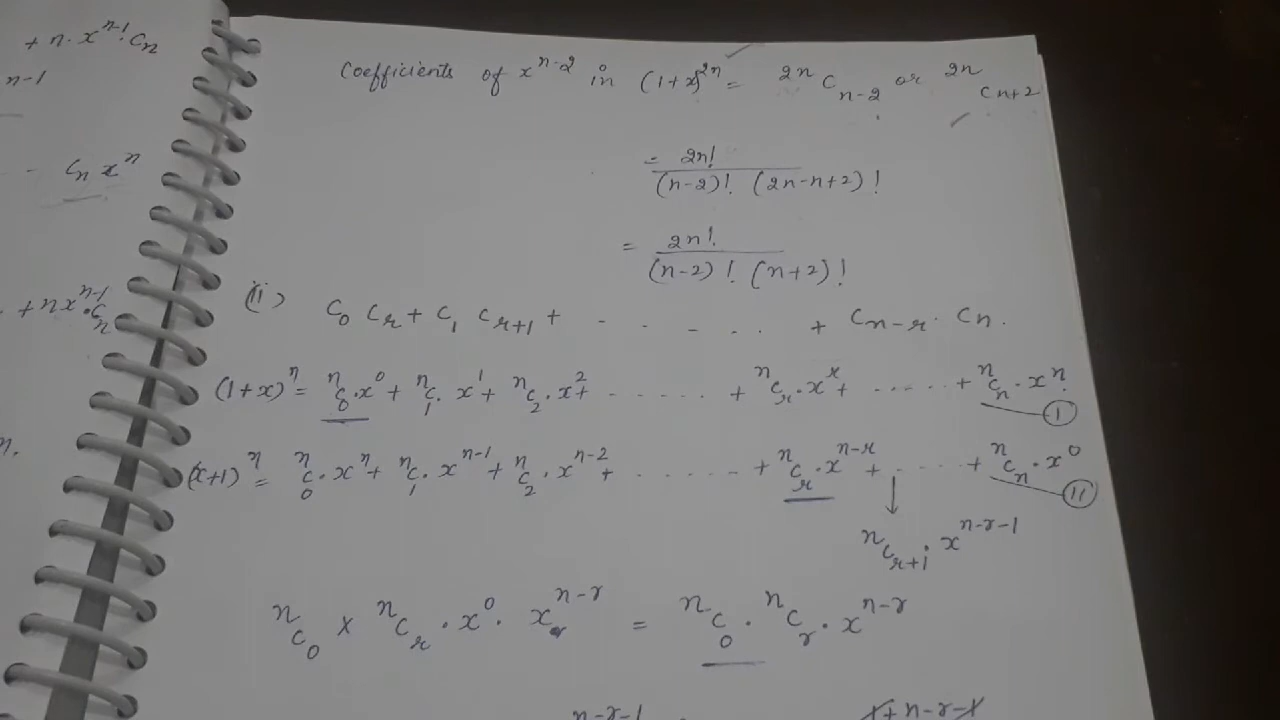 + n · x^{n-1} · C_n
n-1
- C_n x^n
+ n x^{n-1} · C_n
n.
Coefficients of x^{n-2} in (1+x)^{2n} = ^{2n}C_{n-2} or ^{2n}C_{n+2}
= 2n! / (n-2)! (2n-n+2)!
= 2n! / (n-2)! (n+2)!
(ii) C_0 C_r + C_1 C_{r+1} + - - - . . + C_{n-r} · C_n .
(1+x)^n = ^nC_0 · x^0 + ^nC_1 · x^1 + ^nC_2 · x^2 + . . . . . . + ^nC_r · x^r + . . . . . + ^nC_n · x^n. (I)
(x+1)^n = ^nC_0 · x^n + ^nC_1 · x^{n-1} + ^nC_2 · x^{n-2} + . . . . . . + ^nC_r · x^{n-r} + . . . . + ^nC_n · x^0 (II)
↓
^nC_{r+1} · x^{n-r-1}
^nC_0 × ^nC_r · x^0 · x^{n-r} = ^nC_0 · ^nC_r · x^{n-r}
n-r-1 1+n-r-1